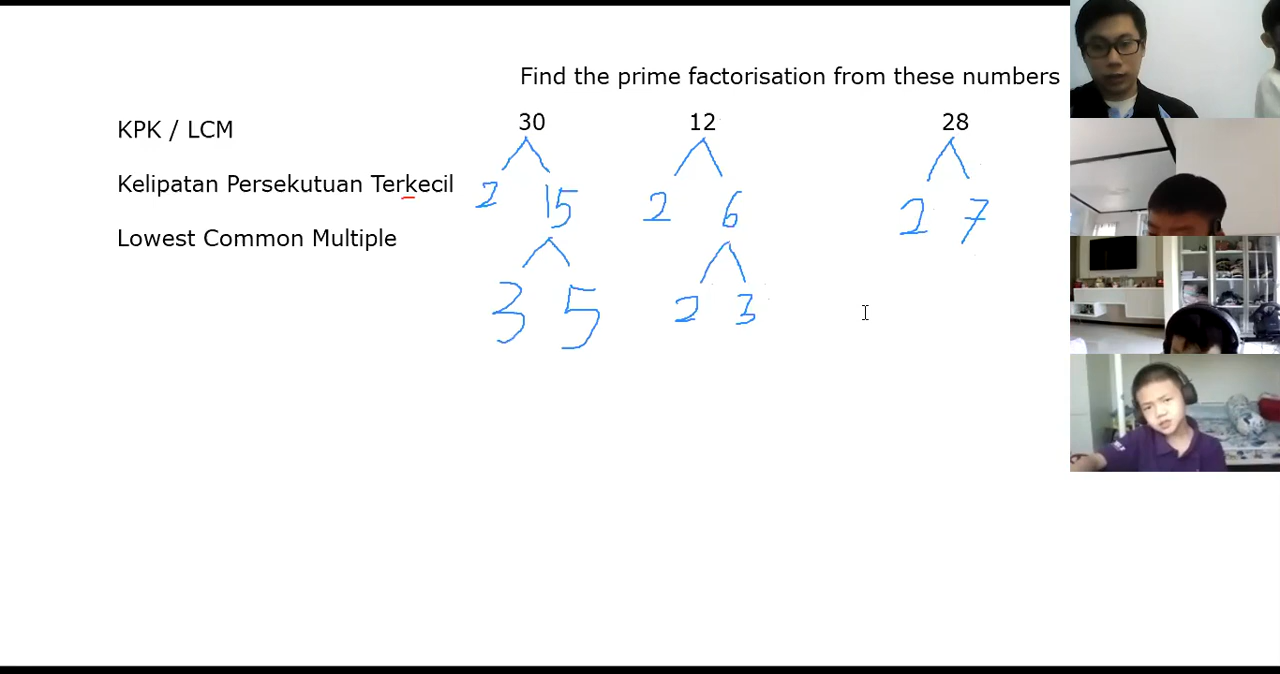 Find the prime factorisation from these numbers
KPK / LCM
30 12 28
Kelipatan Persekutuan Terkecil
2 15 2 6 2 7
Lowest Common Multiple
3 5 2 3